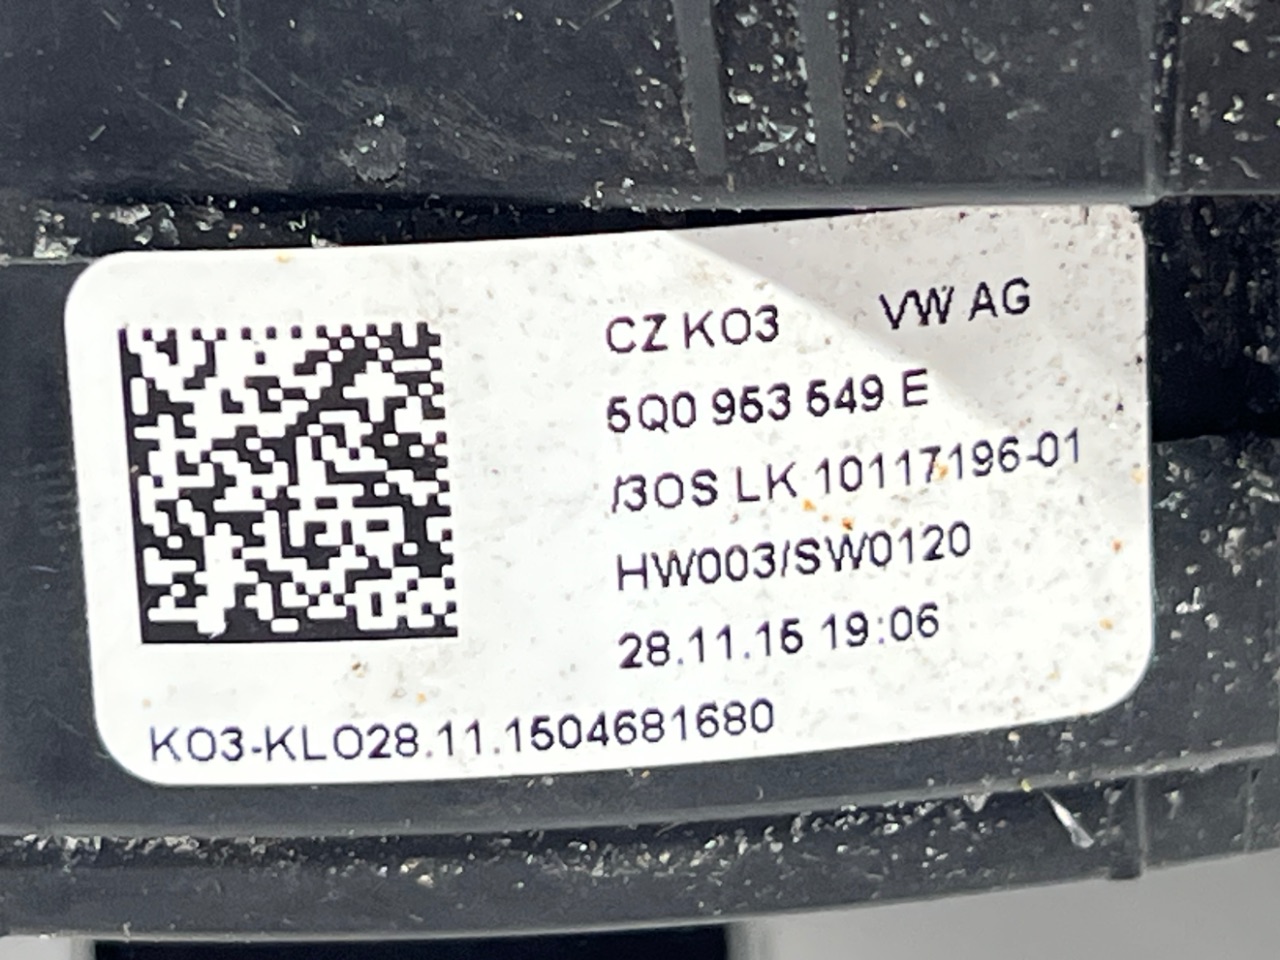 CZ KO3 VW AG
5Q0 953 549 E
/3OS LK 10117196-01
HW003/SW0120
28.11.15 19:06
KO3-KLO28.11.1504681680